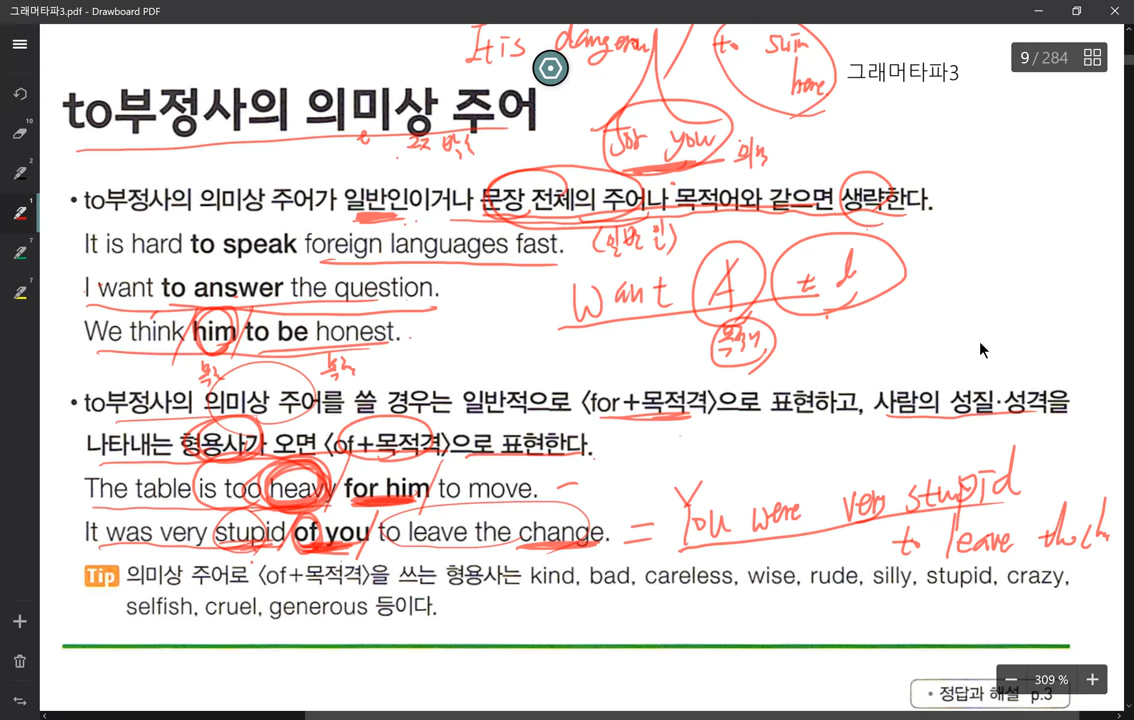 그래머타파3.pdf - Drawboard PDF
It is dangerous to swim here
9 / 284
그래머타파3
to부정사의 의미상 주어
for you
• to부정사의 의미상 주어가 일반인이거나 문장 전체의 주어나 목적어와 같으면 생략한다.
It is hard to speak foreign languages fast.
(일반인)
I want to answer the question.
want A to
We think him to be honest.
• to부정사의 의미상 주어를 쓸 경우는 일반적으로 〈for+목적격〉으로 표현하고, 사람의 성질·성격을
나타내는 형용사가 오면 〈of+목적격〉으로 표현한다.
The table is too heavy for him to move.
It was very stupid of you to leave the change.
= You were very stupid
to leave the ch
Tip 의미상 주어로 〈of+목적격〉을 쓰는 형용사는 kind, bad, careless, wise, rude, silly, stupid, crazy,
selfish, cruel, generous 등이다.
309 %
• 정답과 해설 p.3
10
2
1
7
7